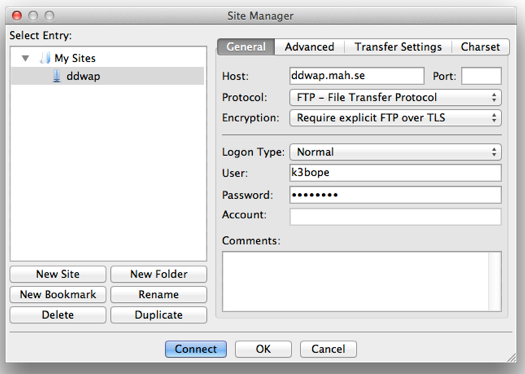 Site Manager
Select Entry:
My Sites
ddwap
New Site
New Folder
New Bookmark
Rename
Delete
Duplicate
General
Advanced
Transfer Settings
Charset
Host:
ddwap.mah.se
Port:
Protocol:
FTP – File Transfer Protocol
Encryption:
Require explicit FTP over TLS
Logon Type:
Normal
User:
k3bope
Password:
••••••••
Account:
Comments:
Connect
OK
Cancel